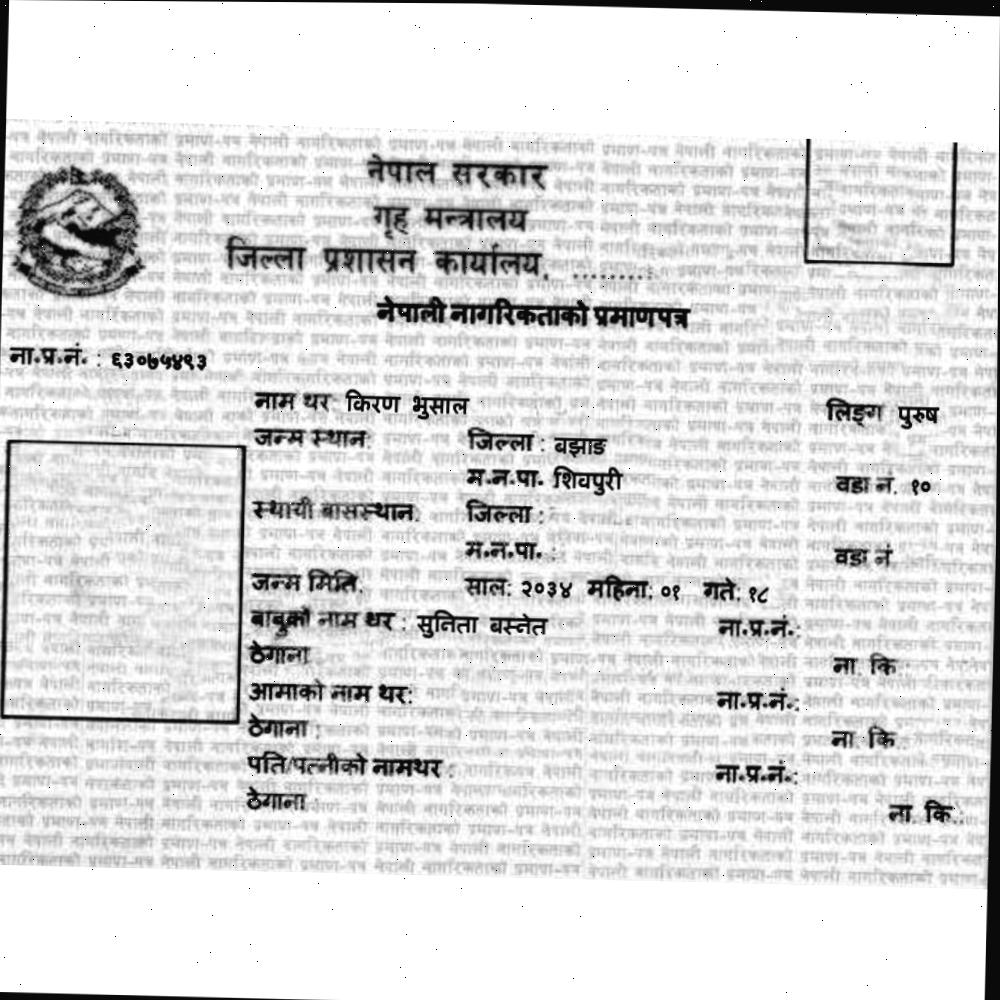 नेपाल सरकार
गृह मन्त्रालय
जिल्ला प्रशासन कार्यालय, .........
नेपाली नागरिकताको प्रमाणपत्र
ना.प्र.नं. : ६३०७५४९३
नाम थर: किरण भुसाल लिङ्ग पुरुष
जन्म स्थान: जिल्ला : बझाङ
म.न.पा. शिवपुरी वडा नं. १०
स्थायी बासस्थान: जिल्ला :
म.न.पा. : वडा नं
जन्म मिति: साल: २०३४ महिना: ०१ गते: १८
बाबुको नाम थर : सुनिता बस्नेत ना.प्र.नं.:
ठेगाना ना. कि.:
आमाको नाम थर: ना.प्र.नं.:
ठेगाना : ना. कि.:
पति/पत्नीको नामथर : ना.प्र.नं.:
ठेगाना : ना. कि.: